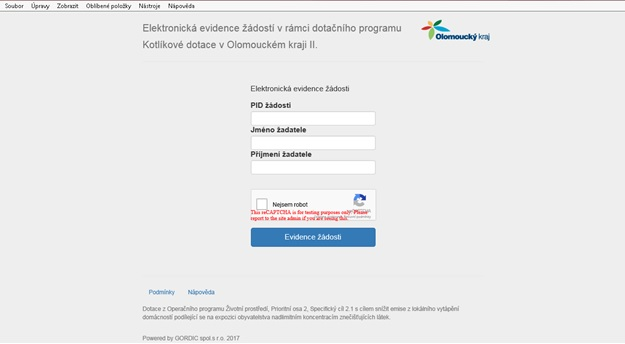 Soubor Úpravy Zobrazit Oblíbené položky Nástroje Nápověda
Elektronická evidence žádostí v rámci dotačního programu
Kotlíkové dotace v Olomouckém kraji II.
Olomoucký kraj
Elektronická evidence žádosti
PID žádosti
Jméno žadatele
Příjmení žadatele
Nejsem robot
This reCAPTCHA is for testing purposes only. Please
report to the site admin if you are seeing this.
Evidence žádosti
Podmínky Nápověda
Dotace z Operačního programu Životní prostředí, Prioritní osa 2, Specifický cíl 2.1 s cílem snížit emise z lokálního vytápění
domácností podílející se na expozici obyvatelstva nadlimitním koncentracím znečišťujících látek.
Powered by GORDIC spol.s r.o. 2017